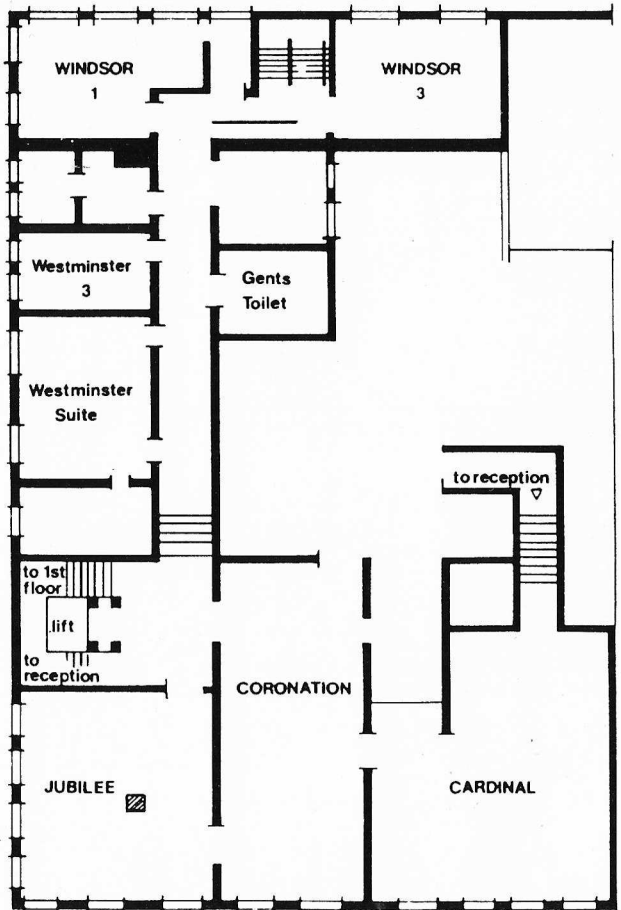 WINDSOR
1
WINDSOR
3
Westminster
3
Gents
Toilet
Westminster
Suite
to reception
to 1st
floor
lift
to
reception
CORONATION
JUBILEE
CARDINAL